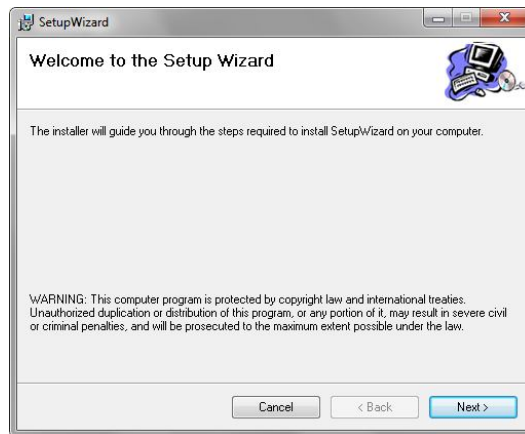 SetupWizard
Welcome to the Setup Wizard
The installer will guide you through the steps required to install SetupWizard on your computer.
WARNING: This computer program is protected by copyright law and international treaties.
Unauthorized duplication or distribution of this program, or any portion of it, may result in severe civil
or criminal penalties, and will be prosecuted to the maximum extent possible under the law.
Cancel
< Back
Next >